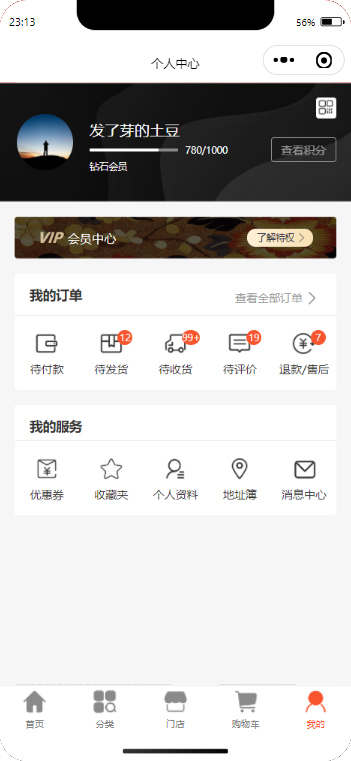 23:13
56%
个人中心
发了芽的土豆
780/1000
查看积分
钻石会员
VIP 会员中心
了解特权
我的订单
查看全部订单
12
99+
19
7
待付款
待发货
待收货
待评价
退款/售后
我的服务
优惠券
收藏夹
个人资料
地址簿
消息中心
首页
分类
门店
购物车
我的